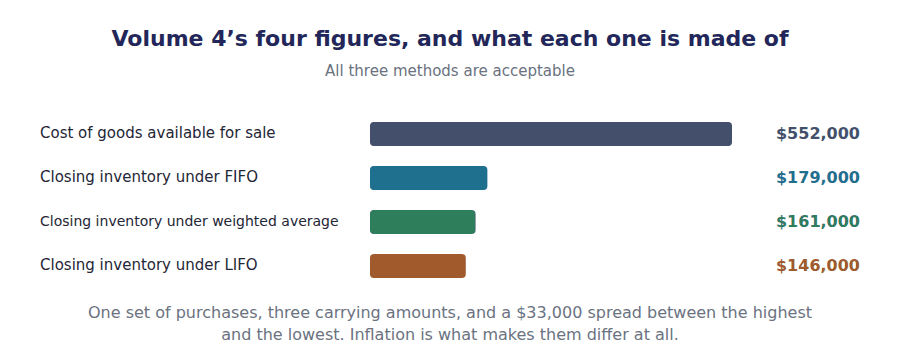 Volume 4’s four figures, and what each one is made of
All three methods are acceptable
Cost of goods available for sale $552,000
Closing inventory under FIFO $179,000
Closing inventory under weighted average $161,000
Closing inventory under LIFO $146,000
One set of purchases, three carrying amounts, and a $33,000 spread between the highest
and the lowest. Inflation is what makes them differ at all.